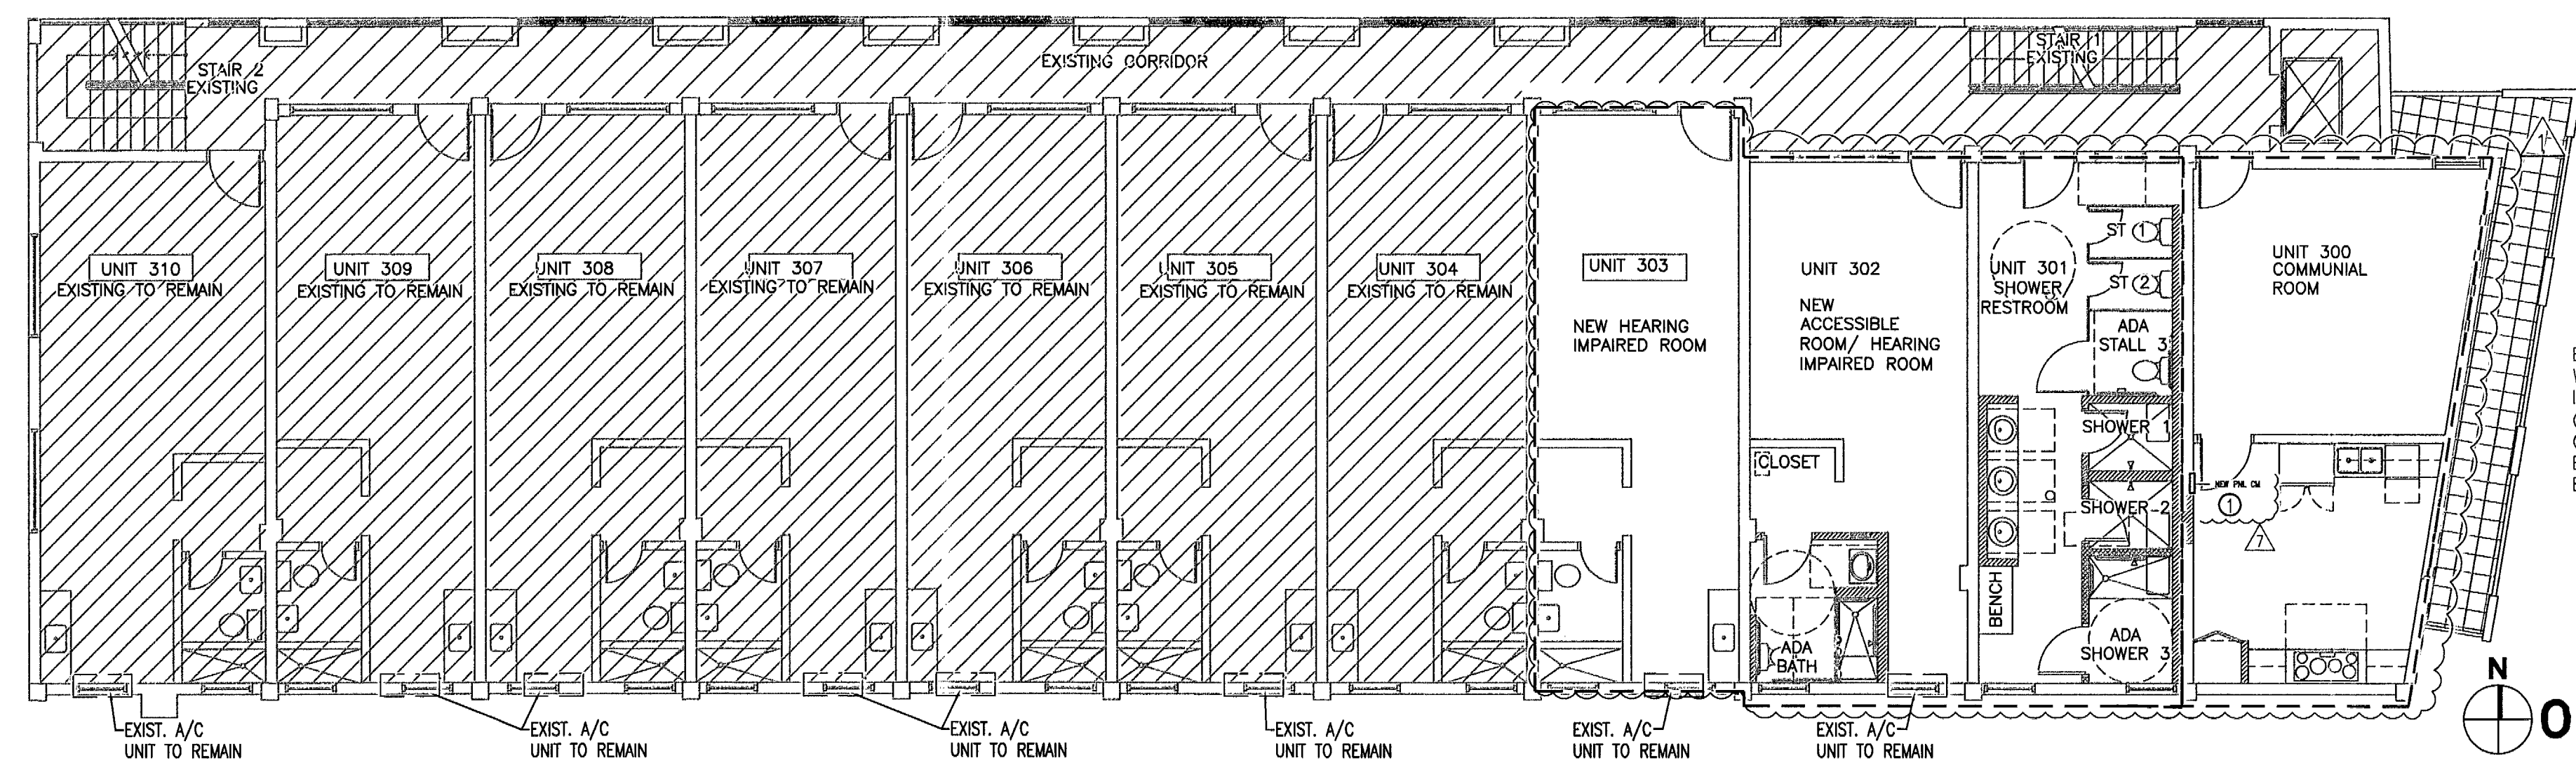 STAIR 2
EXISTING
EXISTING CORRIDOR
STAIR 1
EXISTING
1
UNIT 310
EXISTING TO REMAIN
UNIT 309
EXISTING TO REMAIN
UNIT 308
EXISTING TO REMAIN
UNIT 307
EXISTING TO REMAIN
UNIT 306
EXISTING TO REMAIN
UNIT 305
EXISTING TO REMAIN
UNIT 304
EXISTING TO REMAIN
UNIT 303
NEW HEARING
IMPAIRED ROOM
UNIT 302
NEW
ACCESSIBLE
ROOM/ HEARING
IMPAIRED ROOM
CLOSET
ADA
BATH
UNIT 301
SHOWER
RESTROOM
ST 1
ST 2
ADA
STALL 3
SHOWER 1
SHOWER 2
BENCH
ADA
SHOWER 3
UNIT 300
COMMUNIAL
ROOM
NEW PNL CM
1
7
EXIST. A/C
UNIT TO REMAIN
EXIST. A/C
UNIT TO REMAIN
EXIST. A/C
UNIT TO REMAIN
EXIST. A/C
UNIT TO REMAIN
EXIST. A/C
UNIT TO REMAIN
EXIST. A/C
UNIT TO REMAIN
N